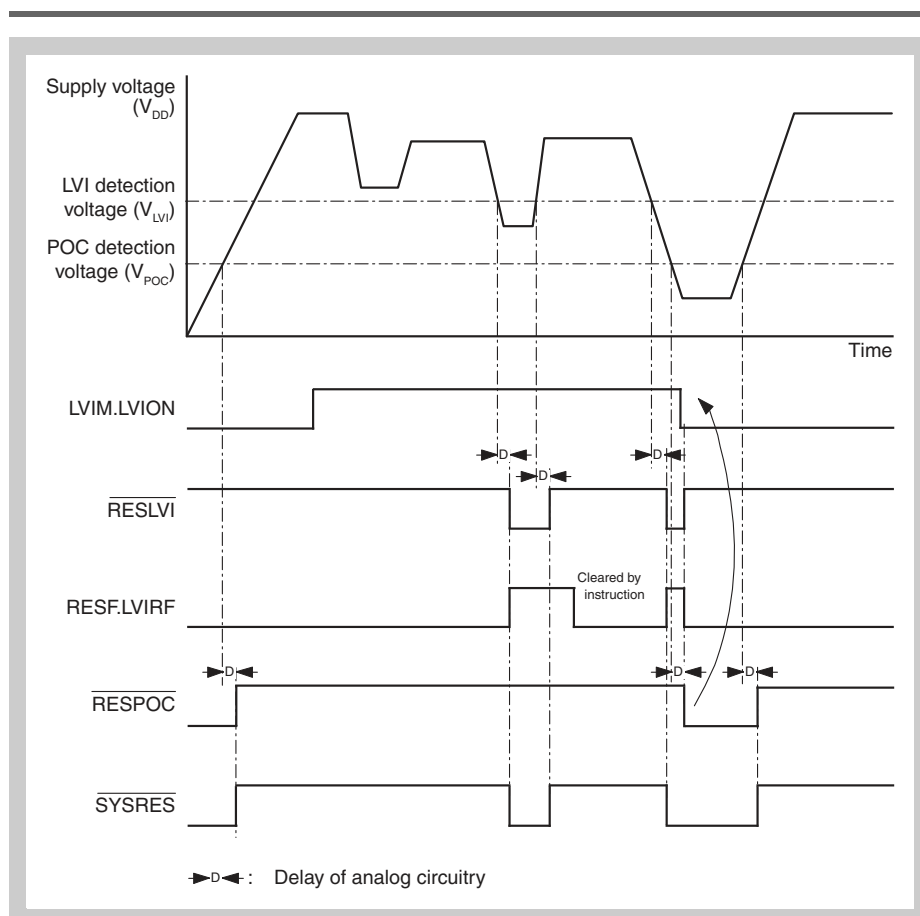 Supply voltage
(VDD)
LVI detection
voltage (VLVI)
POC detection
voltage (VPOC)
Time
LVIM.LVION
D
D
D
RESLVI
Cleared by
instruction
RESF.LVIRF
D
D
D
RESPOC
SYSRES
D : Delay of analog circuitry